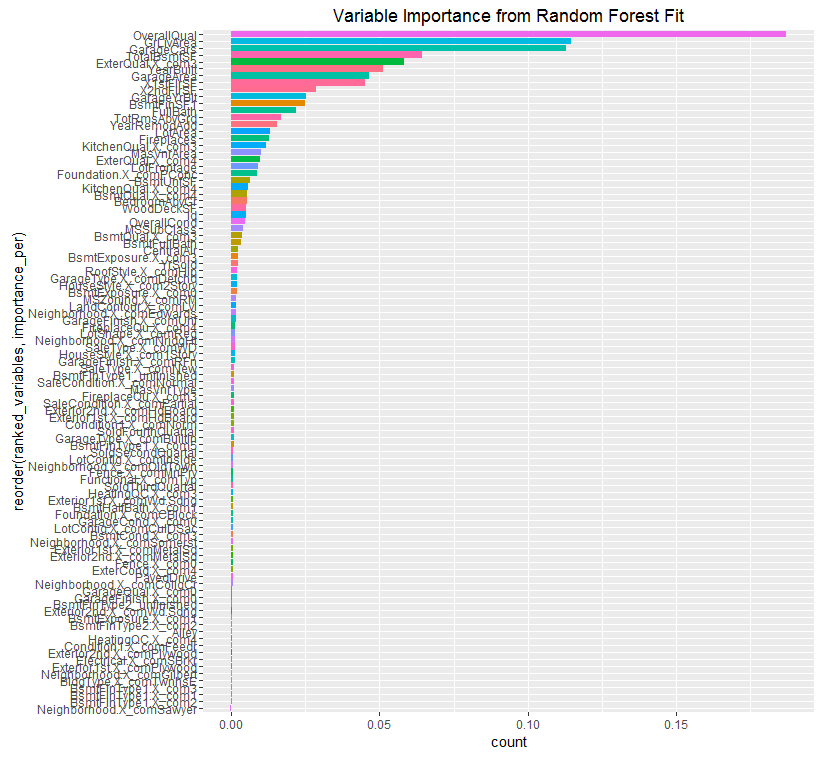 Variable Importance from Random Forest Fit
reorder(ranked_variables, importance_per)
OverallQual
GrLivArea
GarageCars
TotalBsmtSF
ExterQual.X_com3
YearBuilt
GarageArea
X1stFlrSF
X2ndFlrSF
GarageYrBlt
BsmtFinSF1
FullBath
TotRmsAbvGrd
YearRemodAdd
LotArea
Fireplaces
KitchenQual.X_com3
MasVnrArea
ExterQual.X_com4
LotFrontage
Foundation.X_comPConc
BsmtUnfSF
KitchenQual.X_com4
BsmtQual.X_com4
BedroomAbvGr
WoodDeckSF
Id
OverallCond
MSSubClass
BsmtQual.X_com3
BsmtFullBath
CentralAir
BsmtExposure.X_com3
YrSold
RoofStyle.X_comHip
GarageType.X_comDetchd
HouseStyle.X_com2Story
BsmtExposure.X_com0
MSZoning.X_comRM
LandContour.X_comLvl
Neighborhood.X_comEdwards
GarageFinish.X_comUnf
FireplaceQu.X_com4
LotShape.X_comReg
Neighborhood.X_comNridgHt
SaleType.X_comWD
HouseStyle.X_com1Story
GarageFinish.X_comRFn
SaleType.X_comNew
BsmtFinType1_unfinished
SaleCondition.X_comNormal
MasVnrType
FireplaceQu.X_com3
SaleCondition.X_comPartial
Exterior2nd.X_comHdBoard
Exterior1st.X_comHdBoard
Condition1.X_comNorm
SoldFourthQuartal
GarageType.X_comBuiltIn
BsmtFinType1.X_com5
SoldSecondQuartal
LotConfig.X_comInside
Neighborhood.X_comOldTown
Fence.X_comMnPrv
Functional.X_comTyp
SoldThirdQuartal
HeatingQC.X_com3
Exterior1st.X_comWd.Sdng
BsmtHalfBath.X_com1
Foundation.X_comCBlock
GarageCond.X_com0
LotConfig.X_comCulDSac
BsmtCond.X_com3
Neighborhood.X_comSomerst
Exterior1st.X_comMetalSd
Exterior2nd.X_comMetalSd
Fence.X_com0
ExterCond.X_com4
PavedDrive
Neighborhood.X_comCollgCr
GarageQual.X_com0
GarageFinish.X_com0
BsmtFinType2_unfinished
Exterior2nd.X_comWd.Sdng
BsmtExposure.X_com1
BsmtFinType2.X_com2
Alley
HeatingQC.X_com4
Condition1.X_comFeedr
Exterior2nd.X_comPlywood
Electrical.X_comSBrkr
Exterior1st.X_comPlywood
Neighborhood.X_comGilbert
BldgType.X_comTwnhsE
BsmtFinType1.X_com3
BsmtFinType1.X_com1
BsmtFinType1.X_com2
Neighborhood.X_comSawyer
0.00 0.05 0.10 0.15
count